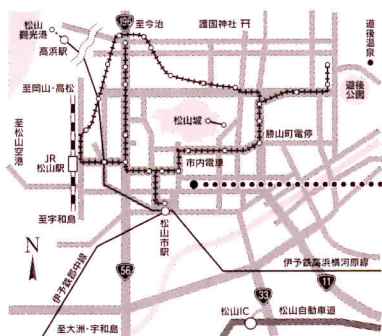 松山
観光港
高浜駅
196
至今治
護国神社
道後
温泉
至岡山・高松
道後
公園
松山城
勝山町電停
至松山空港
JR
松山駅
市内電車
至宇和島
松山市駅
N
伊予鉄郡中線
伊予鉄高浜横河原線
56
33
11
松山IC
松山自動車道
至大洲・宇和島